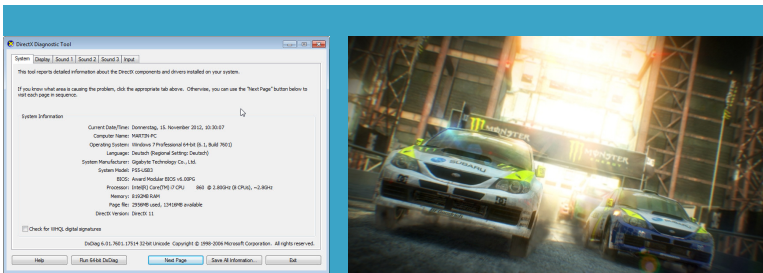 DirectX Diagnostic Tool
System Display Sound 1 Sound 2 Sound 3 Input
This tool reports detailed information about the DirectX components and drivers installed on your system.
If you know what area is causing the problem, click the appropriate tab above. Otherwise, you can use the "Next Page" button below to
visit each page in sequence.
System Information
Current Date/Time: Donnerstag, 15. November 2012, 10:30:07
Computer Name: MARTIN-PC
Operating System: Windows 7 Professional 64-bit (6.1, Build 7601)
Language: Deutsch (Regional Setting: Deutsch)
System Manufacturer: Gigabyte Technology Co., Ltd.
System Model: P55-USB3
BIOS: Award Modular BIOS v6.00PG
Processor: Intel(R) Core(TM) i7 CPU 860 @ 2.80GHz (8 CPUs), ~2.8GHz
Memory: 8192MB RAM
Page file: 2956MB used, 13416MB available
DirectX Version: DirectX 11
Check for WHQL digital signatures
DxDiag 6.01.7601.17514 32-bit Unicode Copyright © 1998-2006 Microsoft Corporation. All rights reserved.
Help Run 64-bit DxDiag Next Page Save All Information... Exit
MONSTER
MONSTER
SUBARU